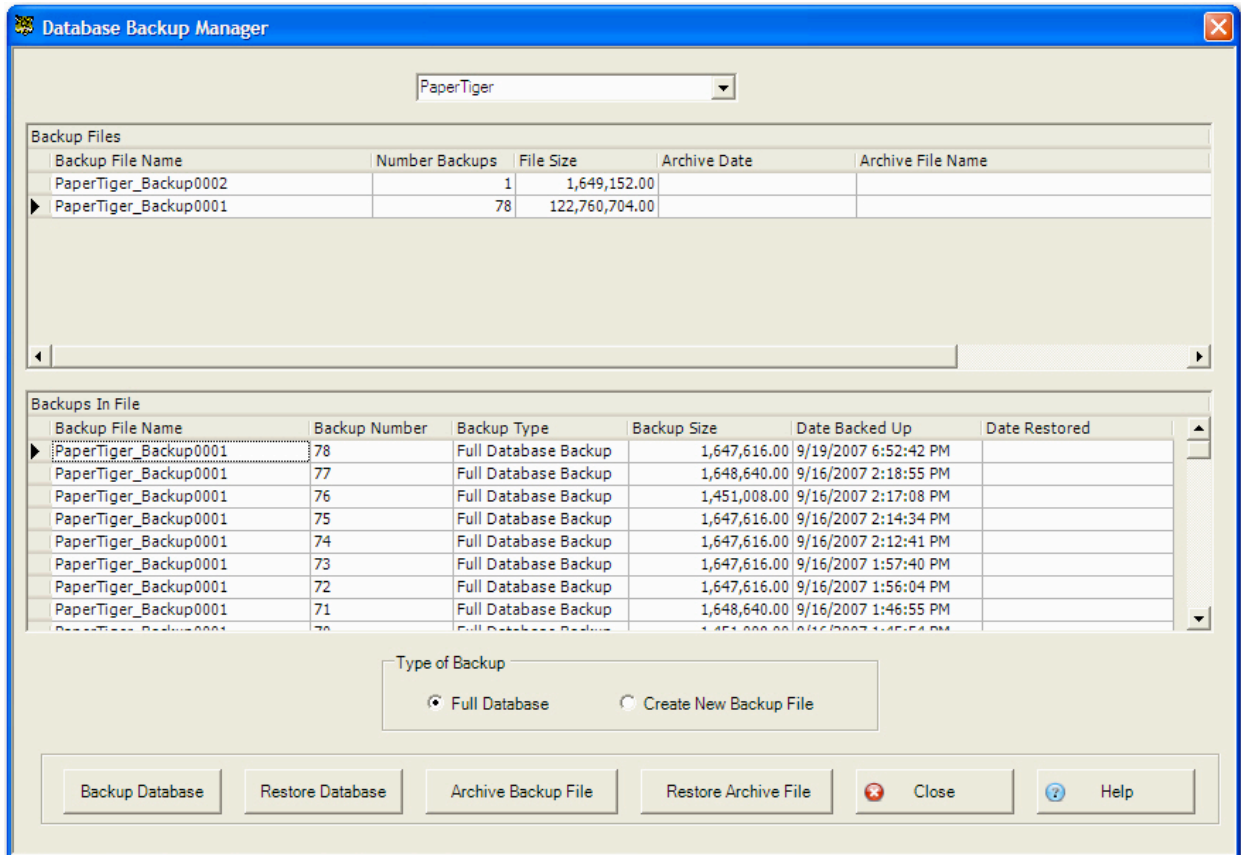 Database Backup Manager
PaperTiger
Backup Files
Backup File Name Number Backups File Size Archive Date Archive File Name
PaperTiger_Backup0002 1 1,649,152.00
PaperTiger_Backup0001 78 122,760,704.00
Backups In File
Backup File Name Backup Number Backup Type Backup Size Date Backed Up Date Restored
PaperTiger_Backup0001 78 Full Database Backup 1,647,616.00 9/19/2007 6:52:42 PM
PaperTiger_Backup0001 77 Full Database Backup 1,648,640.00 9/16/2007 2:18:55 PM
PaperTiger_Backup0001 76 Full Database Backup 1,451,008.00 9/16/2007 2:17:08 PM
PaperTiger_Backup0001 75 Full Database Backup 1,647,616.00 9/16/2007 2:14:34 PM
PaperTiger_Backup0001 74 Full Database Backup 1,647,616.00 9/16/2007 2:12:41 PM
PaperTiger_Backup0001 73 Full Database Backup 1,647,616.00 9/16/2007 1:57:40 PM
PaperTiger_Backup0001 72 Full Database Backup 1,647,616.00 9/16/2007 1:56:04 PM
PaperTiger_Backup0001 71 Full Database Backup 1,648,640.00 9/16/2007 1:46:55 PM
Type of Backup
Full Database Create New Backup File
Backup Database Restore Database Archive Backup File Restore Archive File Close Help